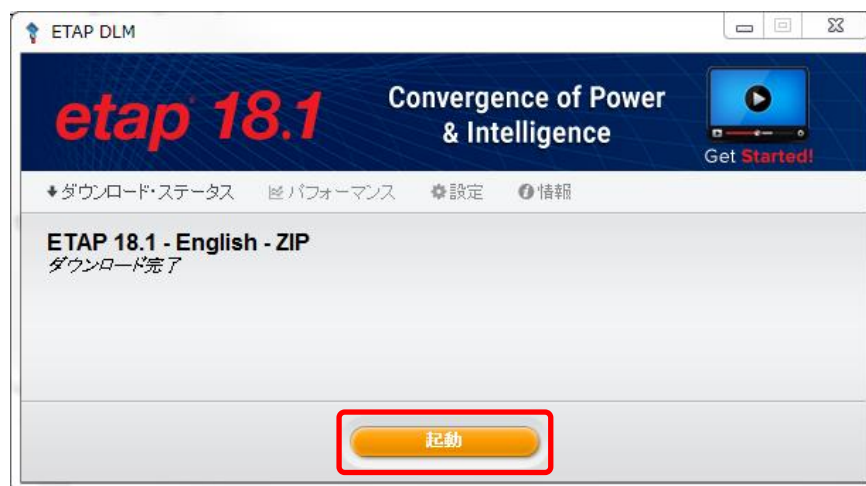 ETAP DLM
etap 18.1
Convergence of Power
& Intelligence
Get Started!
ダウンロード・ステータス パフォーマンス 設定 情報
ETAP 18.1 - English - ZIP
ダウンロード完了
起動